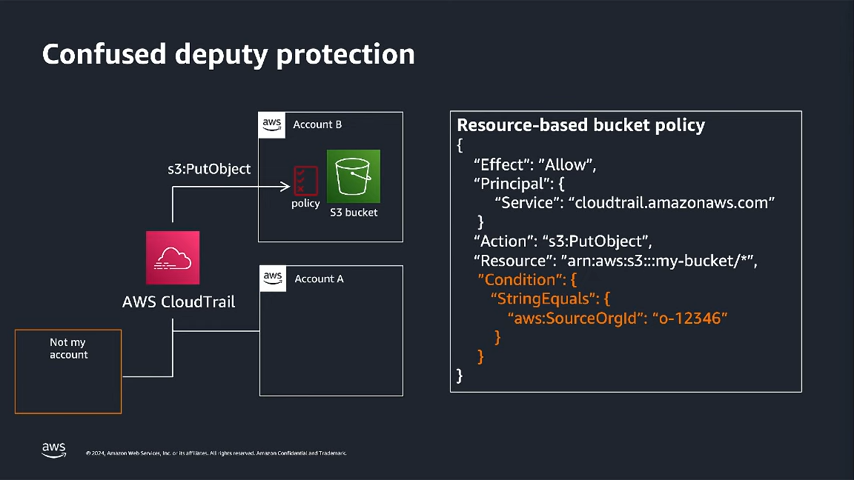 Confused deputy protection
aws
Account B
s3:PutObject
policy
S3 bucket
AWS CloudTrail
aws
Account A
Not my
account
Resource-based bucket policy
{
“Effect”: ”Allow”,
“Principal”: {
“Service”: “cloudtrail.amazonaws.com”
}
“Action”: “s3:PutObject”,
“Resource”: “arn:aws:s3:::my-bucket/*”,
”Condition”: {
“StringEquals”: {
“aws:SourceOrgId”: “o-12346”
}
}
}
aws
© 2024, Amazon Web Services, Inc. or its affiliates. All rights reserved. Amazon Confidential and Trademark.